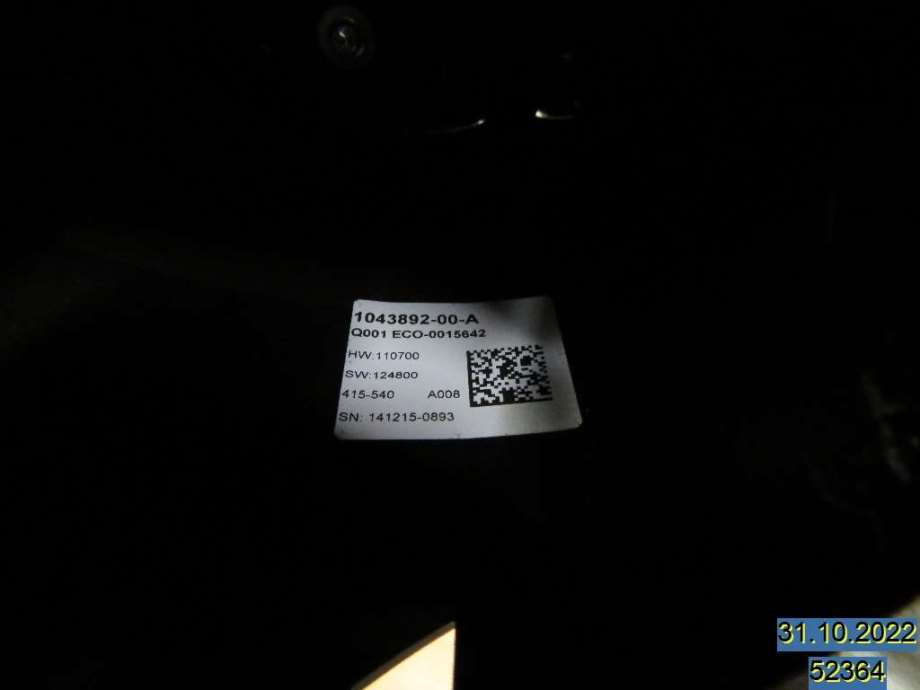 1043892-00-A
Q001 ECO-0015642
HW:110700
SW:124800
415-540 A008
SN: 141215-0893
31.10.2022
52364